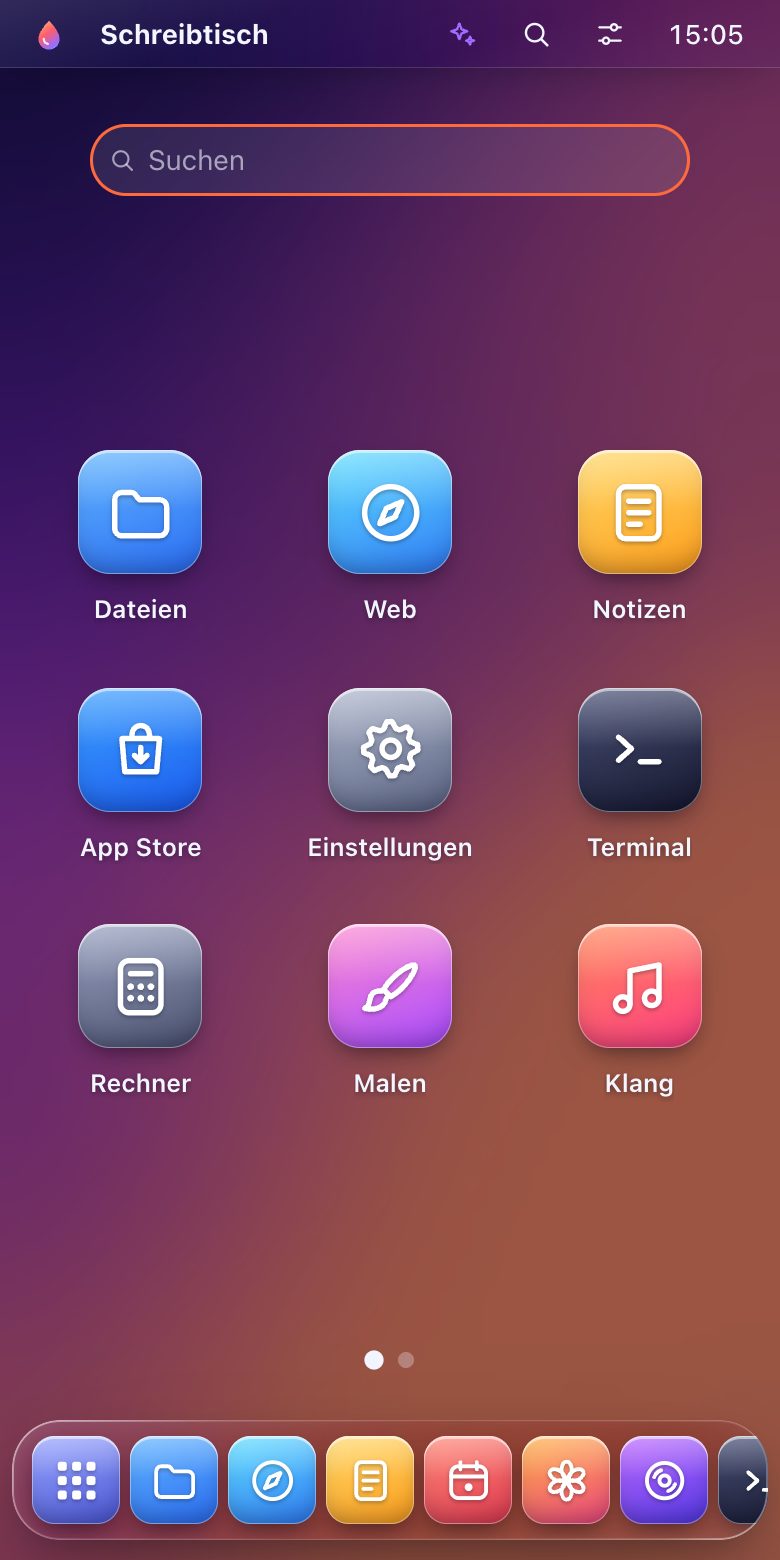 Schreibtisch 15:05
Suchen
Dateien Web Notizen
App Store Einstellungen Terminal
Rechner Malen Klang